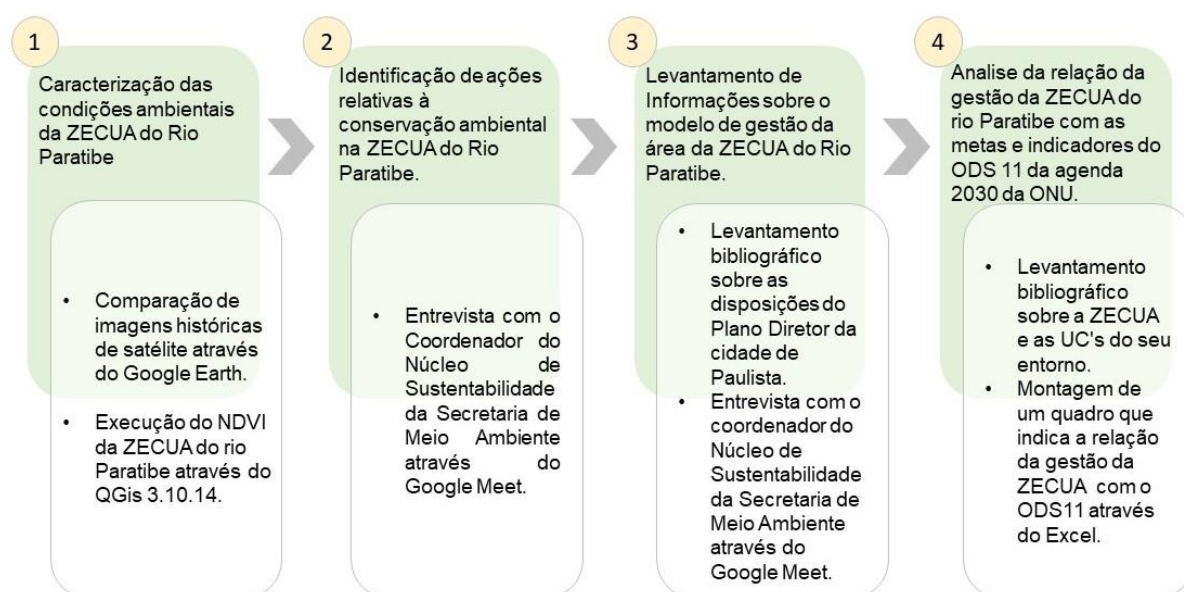 1
Caracterização das
condições ambientais
da ZECUA do Rio
Paratibe
• Comparação de
imagens históricas
de satélite através
do Google Earth.
• Execução do NDVI
da ZECUA do rio
Paratibe através do
QGis 3.10.14.
2
Identificação de ações
relativas à
conservação ambiental
na ZECUA do Rio
Paratibe.
• Entrevista com o
Coordenador do
Núcleo de
Sustentabilidade
da Secretaria de
Meio Ambiente
através do
Google Meet.
3
Levantamento de
Informações sobre o
modelo de gestão da
área da ZECUA do Rio
Paratibe.
• Levantamento
bibliográfico
sobre as
disposições do
Plano Diretor da
cidade de
Paulista.
• Entrevista com o
coordenador do
Núcleo de
Sustentabilidade
da Secretaria de
Meio Ambiente
através do
Google Meet.
4
Analise da relação da
gestão da ZECUA do
rio Paratibe com as
metas e indicadores do
ODS 11 da agenda
2030 da ONU.
• Levantamento
bibliográfico
sobre a ZECUA
e as UC's do seu
entorno.
• Montagem de
um quadro que
indica a relação
da gestão da
ZECUA com o
ODS11 através
do Excel.